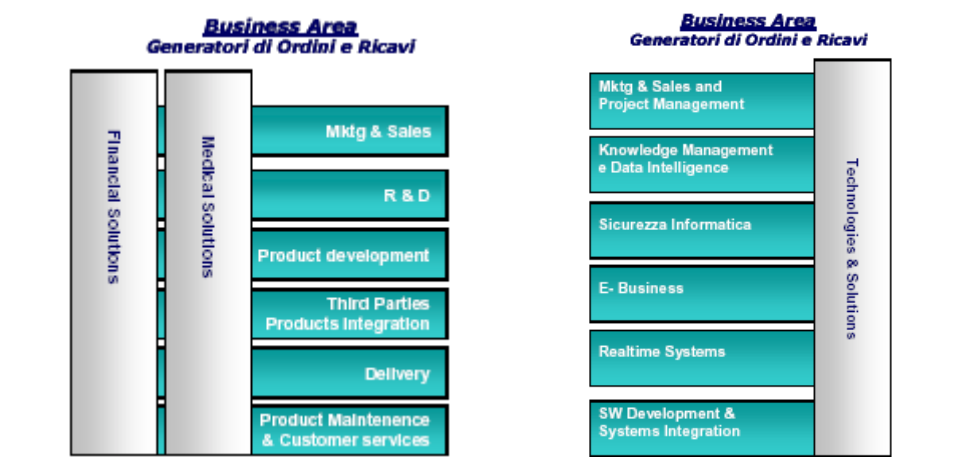 Business Area
Generatori di Ordini e Ricavi
Financial Solutions
Medical Solutions
Mktg & Sales
R & D
Product development
Third Parties
Products Integration
Delivery
Product Maintenence
& Customer services
Business Area
Generatori di Ordini e Ricavi
Mktg & Sales and
Project Management
Knowledge Management
e Data Intelligence
Sicurezza Informatica
E- Business
Realtime Systems
SW Development &
Systems Integration
Technologies & Solutions